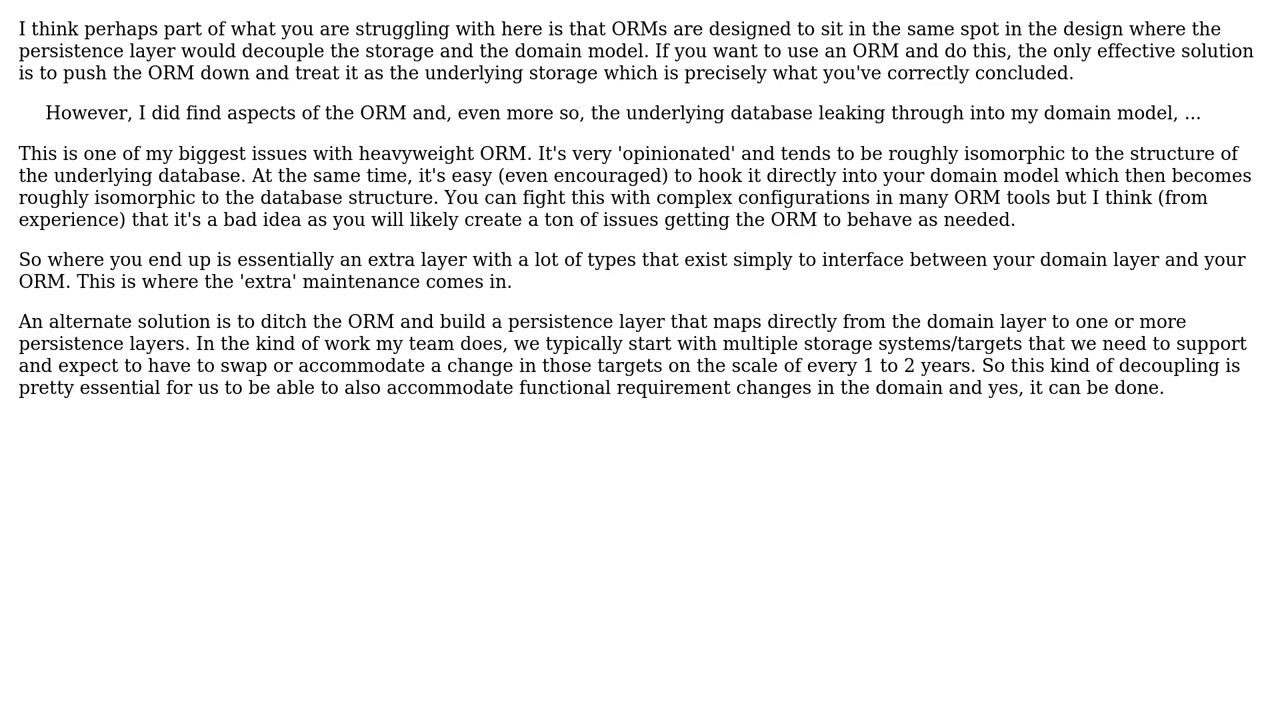 I think perhaps part of what you are struggling with here is that ORMs are designed to sit in the same spot in the design where the
persistence layer would decouple the storage and the domain model. If you want to use an ORM and do this, the only effective solution
is to push the ORM down and treat it as the underlying storage which is precisely what you've correctly concluded.
However, I did find aspects of the ORM and, even more so, the underlying database leaking through into my domain model, ...
This is one of my biggest issues with heavyweight ORM. It's very 'opinionated' and tends to be roughly isomorphic to the structure of
the underlying database. At the same time, it's easy (even encouraged) to hook it directly into your domain model which then becomes
roughly isomorphic to the database structure. You can fight this with complex configurations in many ORM tools but I think (from
experience) that it's a bad idea as you will likely create a ton of issues getting the ORM to behave as needed.
So where you end up is essentially an extra layer with a lot of types that exist simply to interface between your domain layer and your
ORM. This is where the 'extra' maintenance comes in.
An alternate solution is to ditch the ORM and build a persistence layer that maps directly from the domain layer to one or more
persistence layers. In the kind of work my team does, we typically start with multiple storage systems/targets that we need to support
and expect to have to swap or accommodate a change in those targets on the scale of every 1 to 2 years. So this kind of decoupling is
pretty essential for us to be able to also accommodate functional requirement changes in the domain and yes, it can be done.